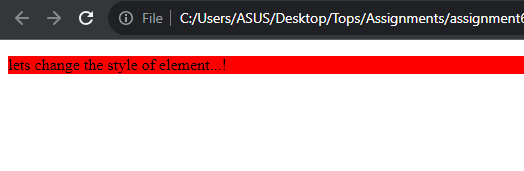 File
C:/Users/ASUS/Desktop/Tops/Assignments/assignment6
lets change the style of element...!